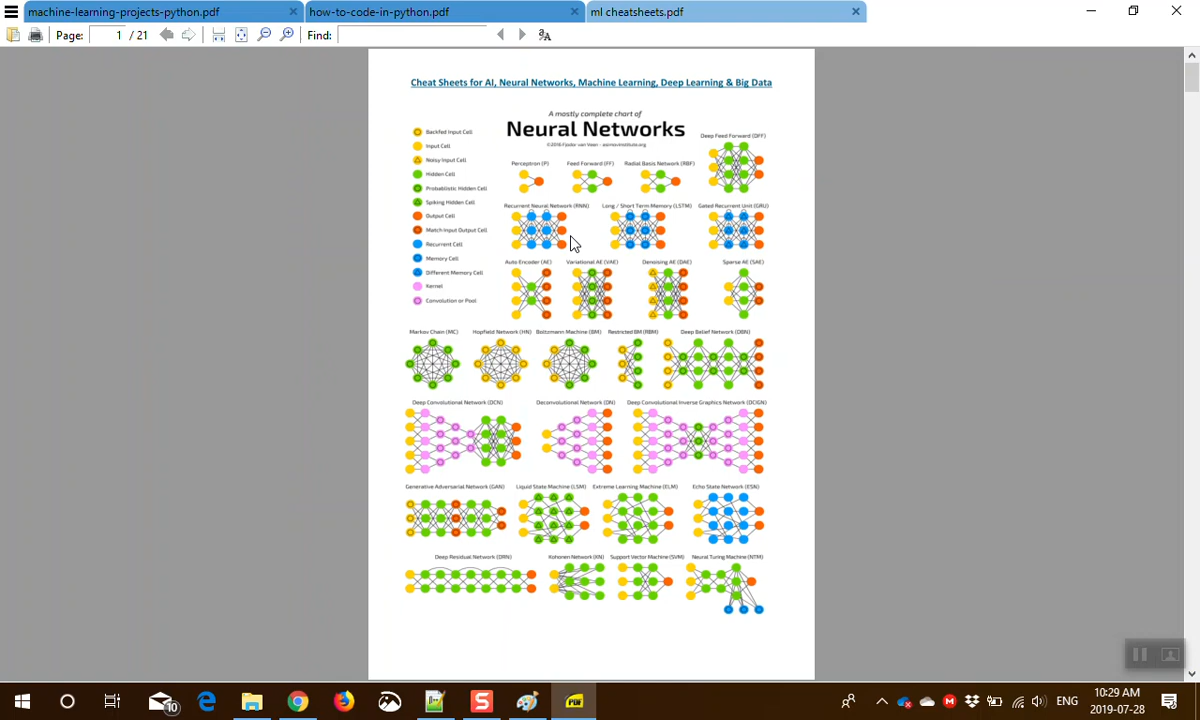 machine-learning-projects-python.pdf
how-to-code-in-python.pdf
ml cheatsheets.pdf
Page: 1 / 21
Find:
Cheat Sheets for AI, Neural Networks, Machine Learning, Deep Learning & Big Data
A mostly complete chart of
Neural Networks
©2016 Fjodor van Veen - asimovinstitute.org
Backfed Input Cell
Input Cell
Noisy Input Cell
Hidden Cell
Probablistic Hidden Cell
Spiking Hidden Cell
Output Cell
Match Input Output Cell
Recurrent Cell
Memory Cell
Different Memory Cell
Kernel
Convolution or Pool
Perceptron (P)
Feed Forward (FF)
Radial Basis Network (RBF)
Deep Feed Forward (DFF)
Recurrent Neural Network (RNN)
Long / Short Term Memory (LSTM)
Gated Recurrent Unit (GRU)
Auto Encoder (AE)
Variational AE (VAE)
Denoising AE (DAE)
Sparse AE (SAE)
Markov Chain (MC)
Hopfield Network (HN)
Boltzmann Machine (BM)
Restricted BM (RBM)
Deep Belief Network (DBN)
Deep Convolutional Network (DCN)
Deconvolutional Network (DN)
Deep Convolutional Inverse Graphics Network (DCIGN)
Generative Adversarial Network (GAN)
Liquid State Machine (LSM)
Extreme Learning Machine (ELM)
Echo State Network (ESN)
Deep Residual Network (DRN)
Kohonen Network (KN)
Support Vector Machine (SVM)
Neural Turing Machine (NTM)
10
PDF
ENG
10:29 AM
2019-07-28